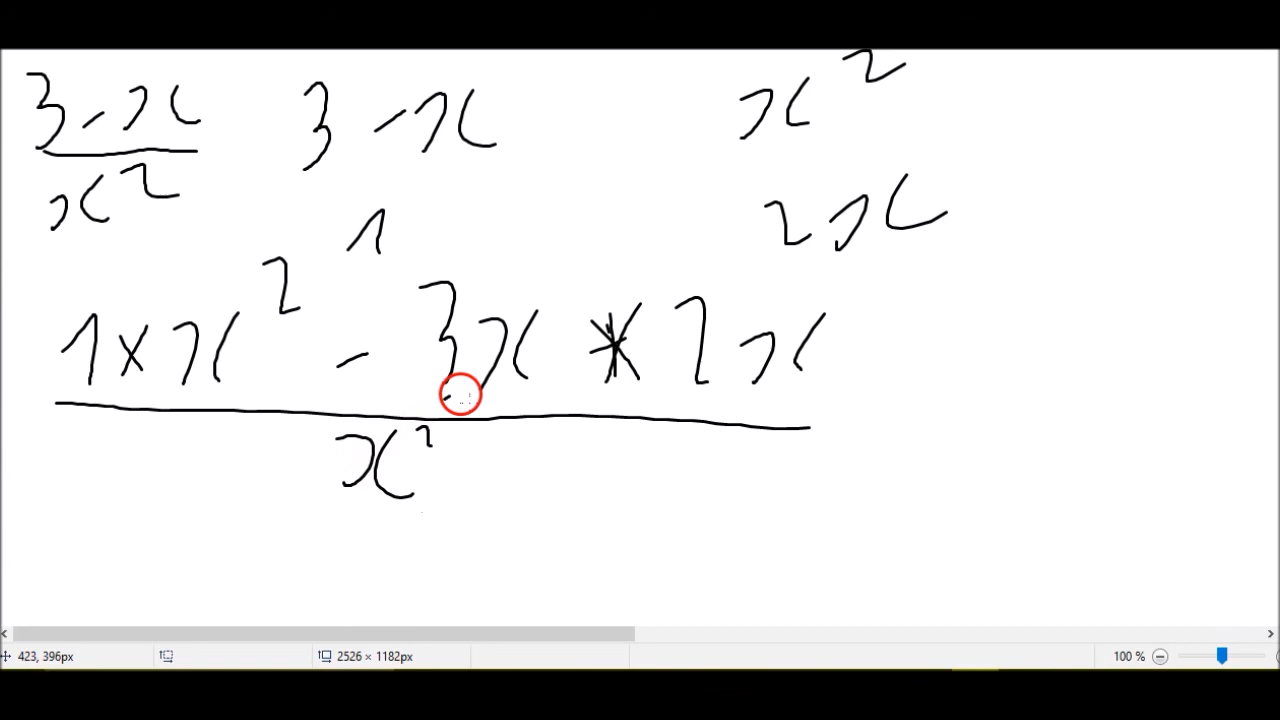 3-x 3-x x²
x² 2x
1
1×x² - 3x * 2x
x²
423, 396px 2526 × 1182px 100 %